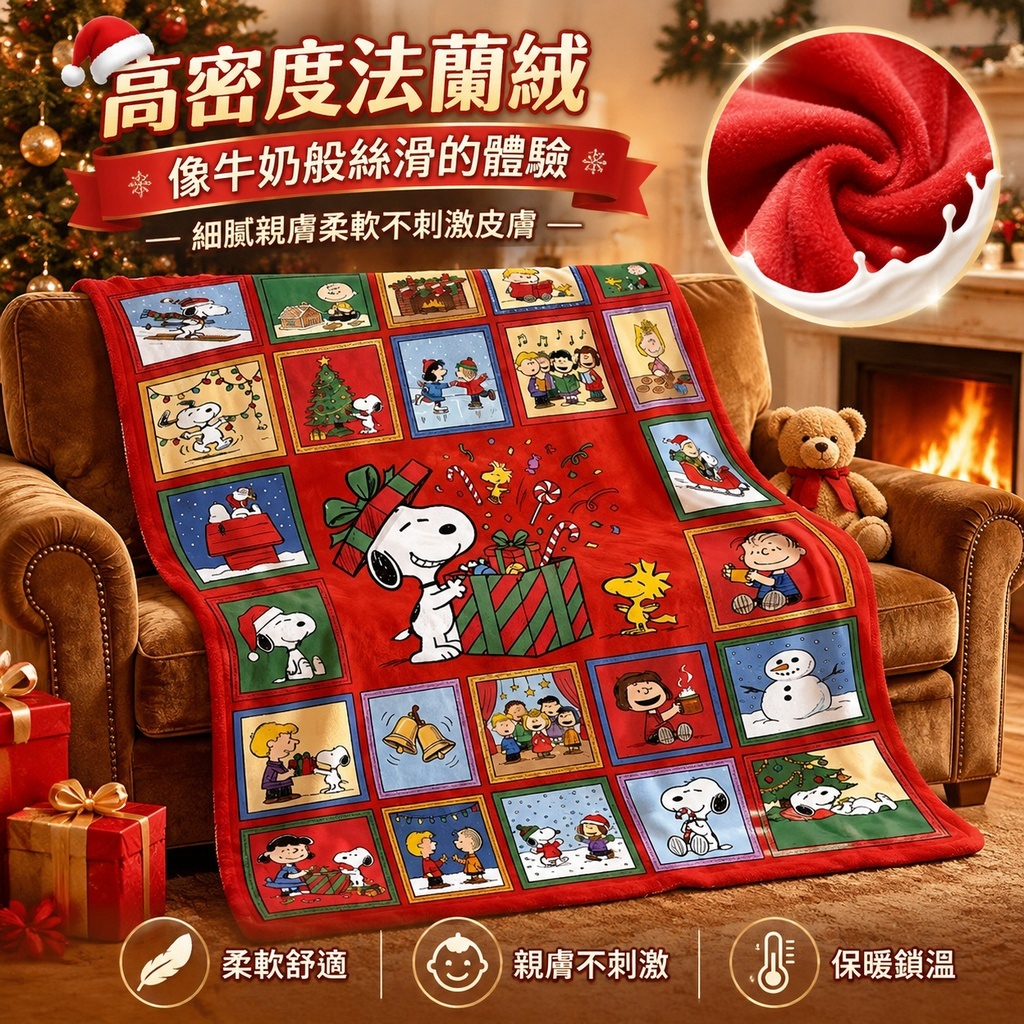 高密度法蘭絨
像牛奶般絲滑的體驗
— 細膩親膚柔軟不刺激皮膚 —
柔軟舒適
親膚不刺激
保暖鎖溫